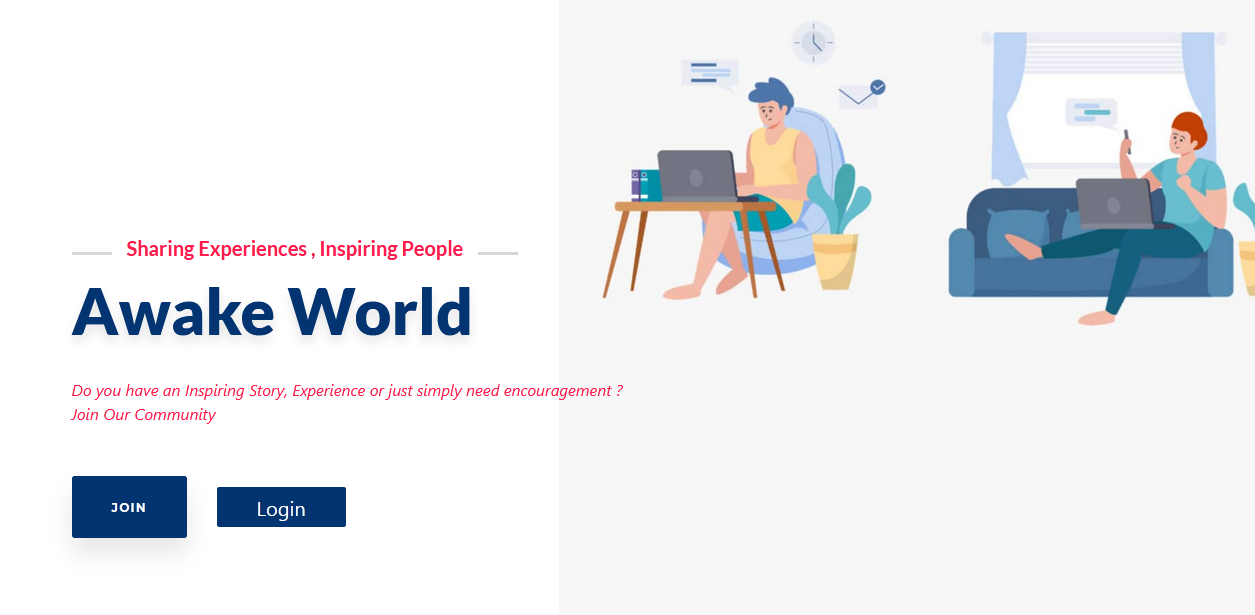 Sharing Experiences , Inspiring People
Awake World
Do you have an Inspiring Story, Experience or just simply need encouragement ?
Join Our Community
JOIN
Login